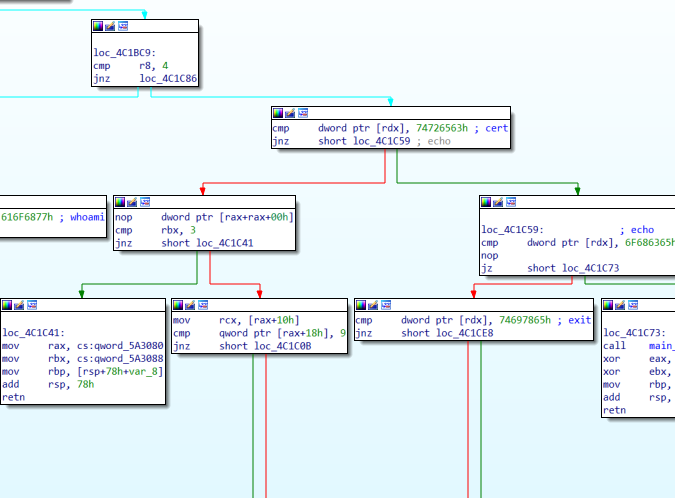 loc_4C1BC9:
cmp r8, 4
jnz loc_4C1C86
cmp dword ptr [rdx], 74726563h ; cert
jnz short loc_4C1C59 ; echo
616F6877h ; whoami
nop dword ptr [rax+rax+00h]
cmp rbx, 3
jnz short loc_4C1C41
loc_4C1C59: ; echo
cmp dword ptr [rdx], 6F686365h
nop
jz short loc_4C1C73
loc_4C1C41:
mov rax, cs:qword_5A3080
mov rbx, cs:qword_5A3088
mov rbp, [rsp+78h+var_8]
add rsp, 78h
retn
mov rcx, [rax+10h]
cmp qword ptr [rax+18h], 9
jnz short loc_4C1C0B
cmp dword ptr [rdx], 74697865h ; exit
jnz short loc_4C1CE8
loc_4C1C73:
call main_
xor eax,
xor ebx,
mov rbp,
add rsp,
retn